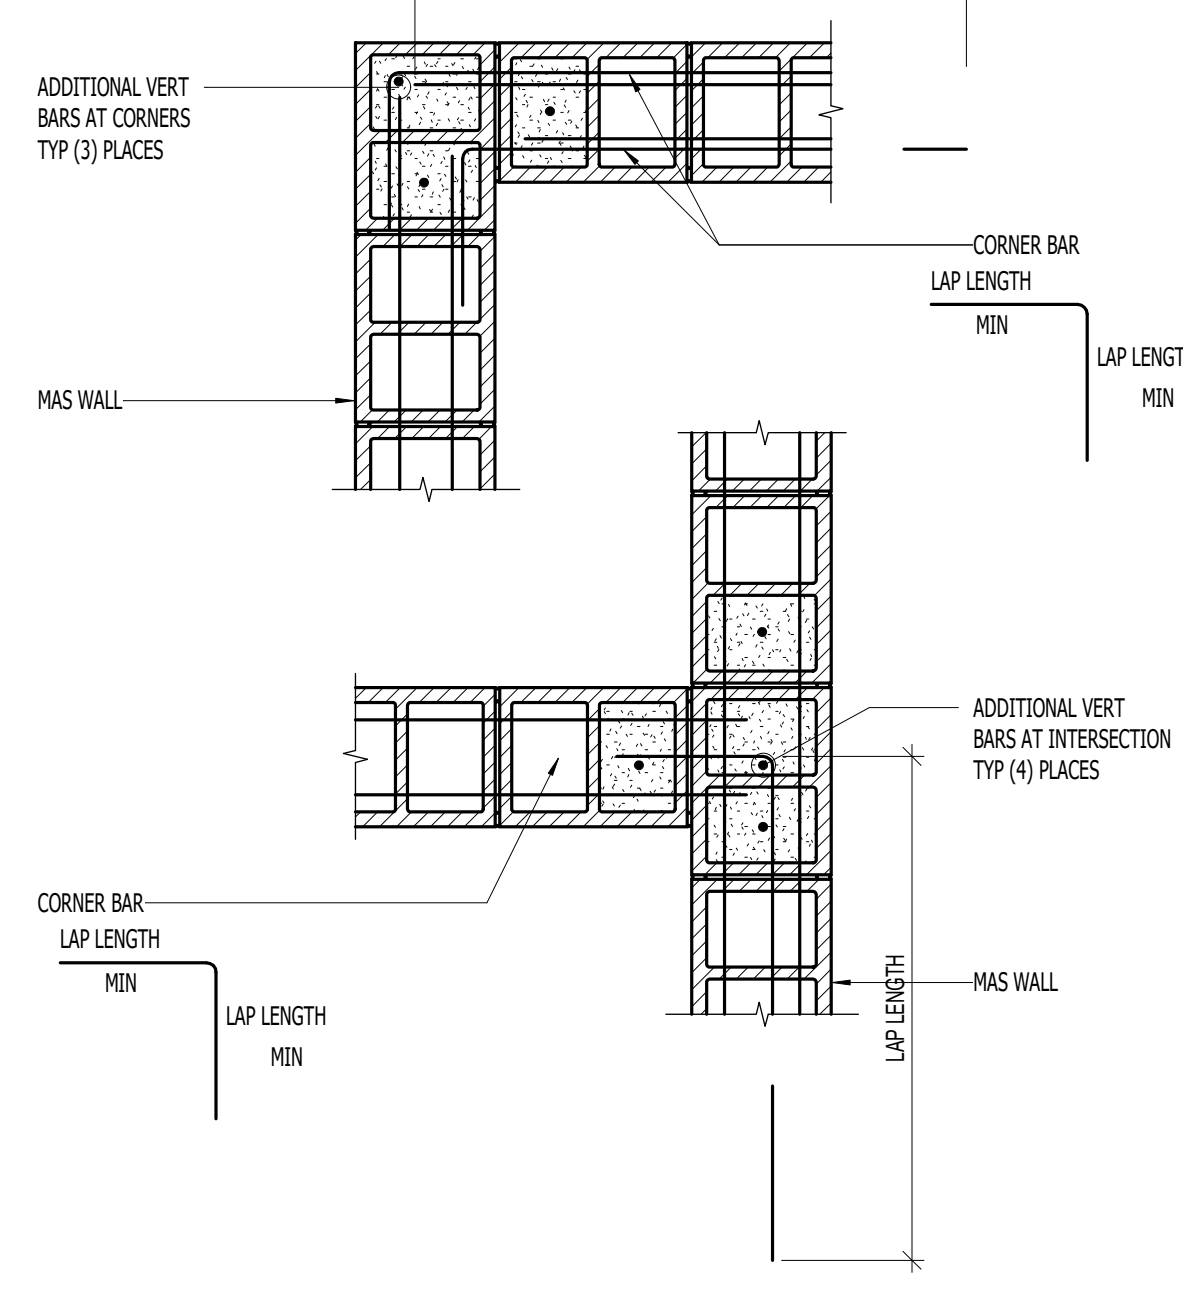 ADDITIONAL VERT
BARS AT CORNERS
TYP (3) PLACES
CORNER BAR
LAP LENGTH
MIN
LAP LENGT
MIN
MAS WALL
ADDITIONAL VERT
BARS AT INTERSECTION
TYP (4) PLACES
CORNER BAR
LAP LENGTH
MIN
LAP LENGTH
MIN
LAP LENGTH
MAS WALL